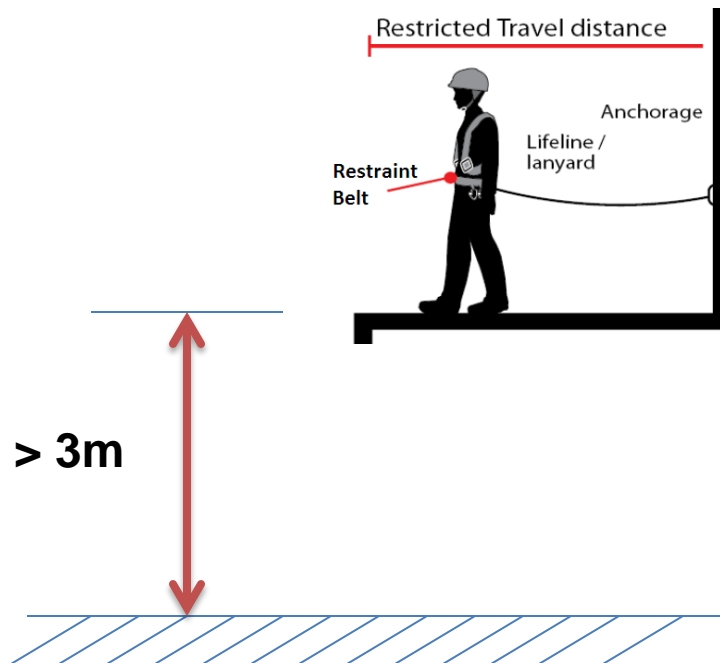 Restricted Travel distance
Anchorage
Lifeline /
lanyard
Restraint
Belt
> 3m